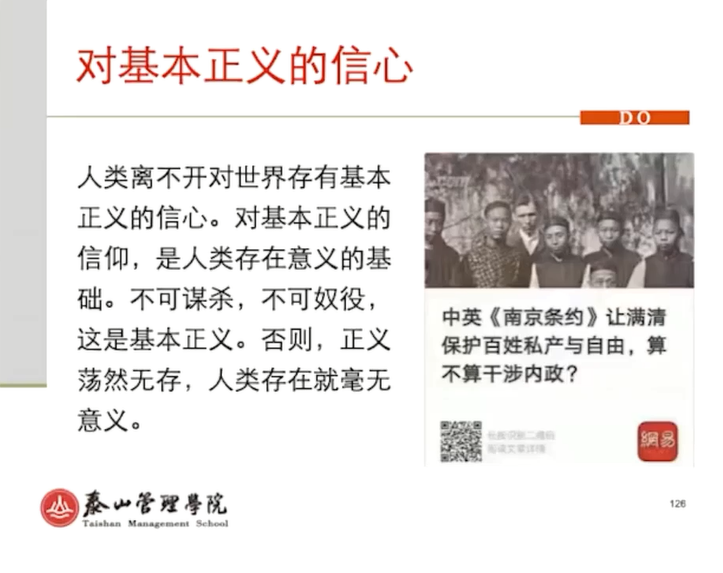 对基本正义的信心
DO
人类离不开对世界存有基本
正义的信心。对基本正义的
信仰，是人类存在意义的基
础。不可谋杀，不可奴役，
这是基本正义。否则，正义
荡然无存，人类存在就毫无
意义。
中英《南京条约》让满清
保护百姓私产与自由，算
不算干涉内政？
網易
泰山管理學院
Taishan Management School
126